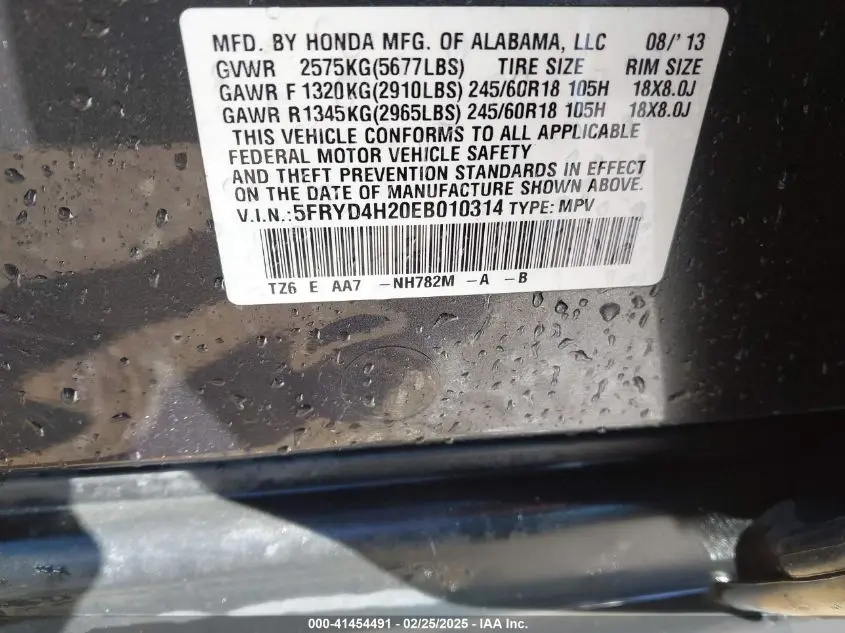 MFD. BY HONDA MFG. OF ALABAMA, LLC 08/'13
GVWR 2575KG(5677LBS) TIRE SIZE RIM SIZE
GAWR F 1320KG(2910LBS) 245/60R18 105H 18X8.0J
GAWR R1345KG(2965LBS) 245/60R18 105H 18X8.0J
THIS VEHICLE CONFORMS TO ALL APPLICABLE
FEDERAL MOTOR VEHICLE SAFETY
AND THEFT PREVENTION STANDARDS IN EFFECT
ON THE DATE OF MANUFACTURE SHOWN ABOVE.
V.I.N.:5FRYD4H20EB010314 TYPE: MPV
TZ6 E AA7 -NH782M -A -B
000-41454491 - 02/25/2025 - IAA Inc.